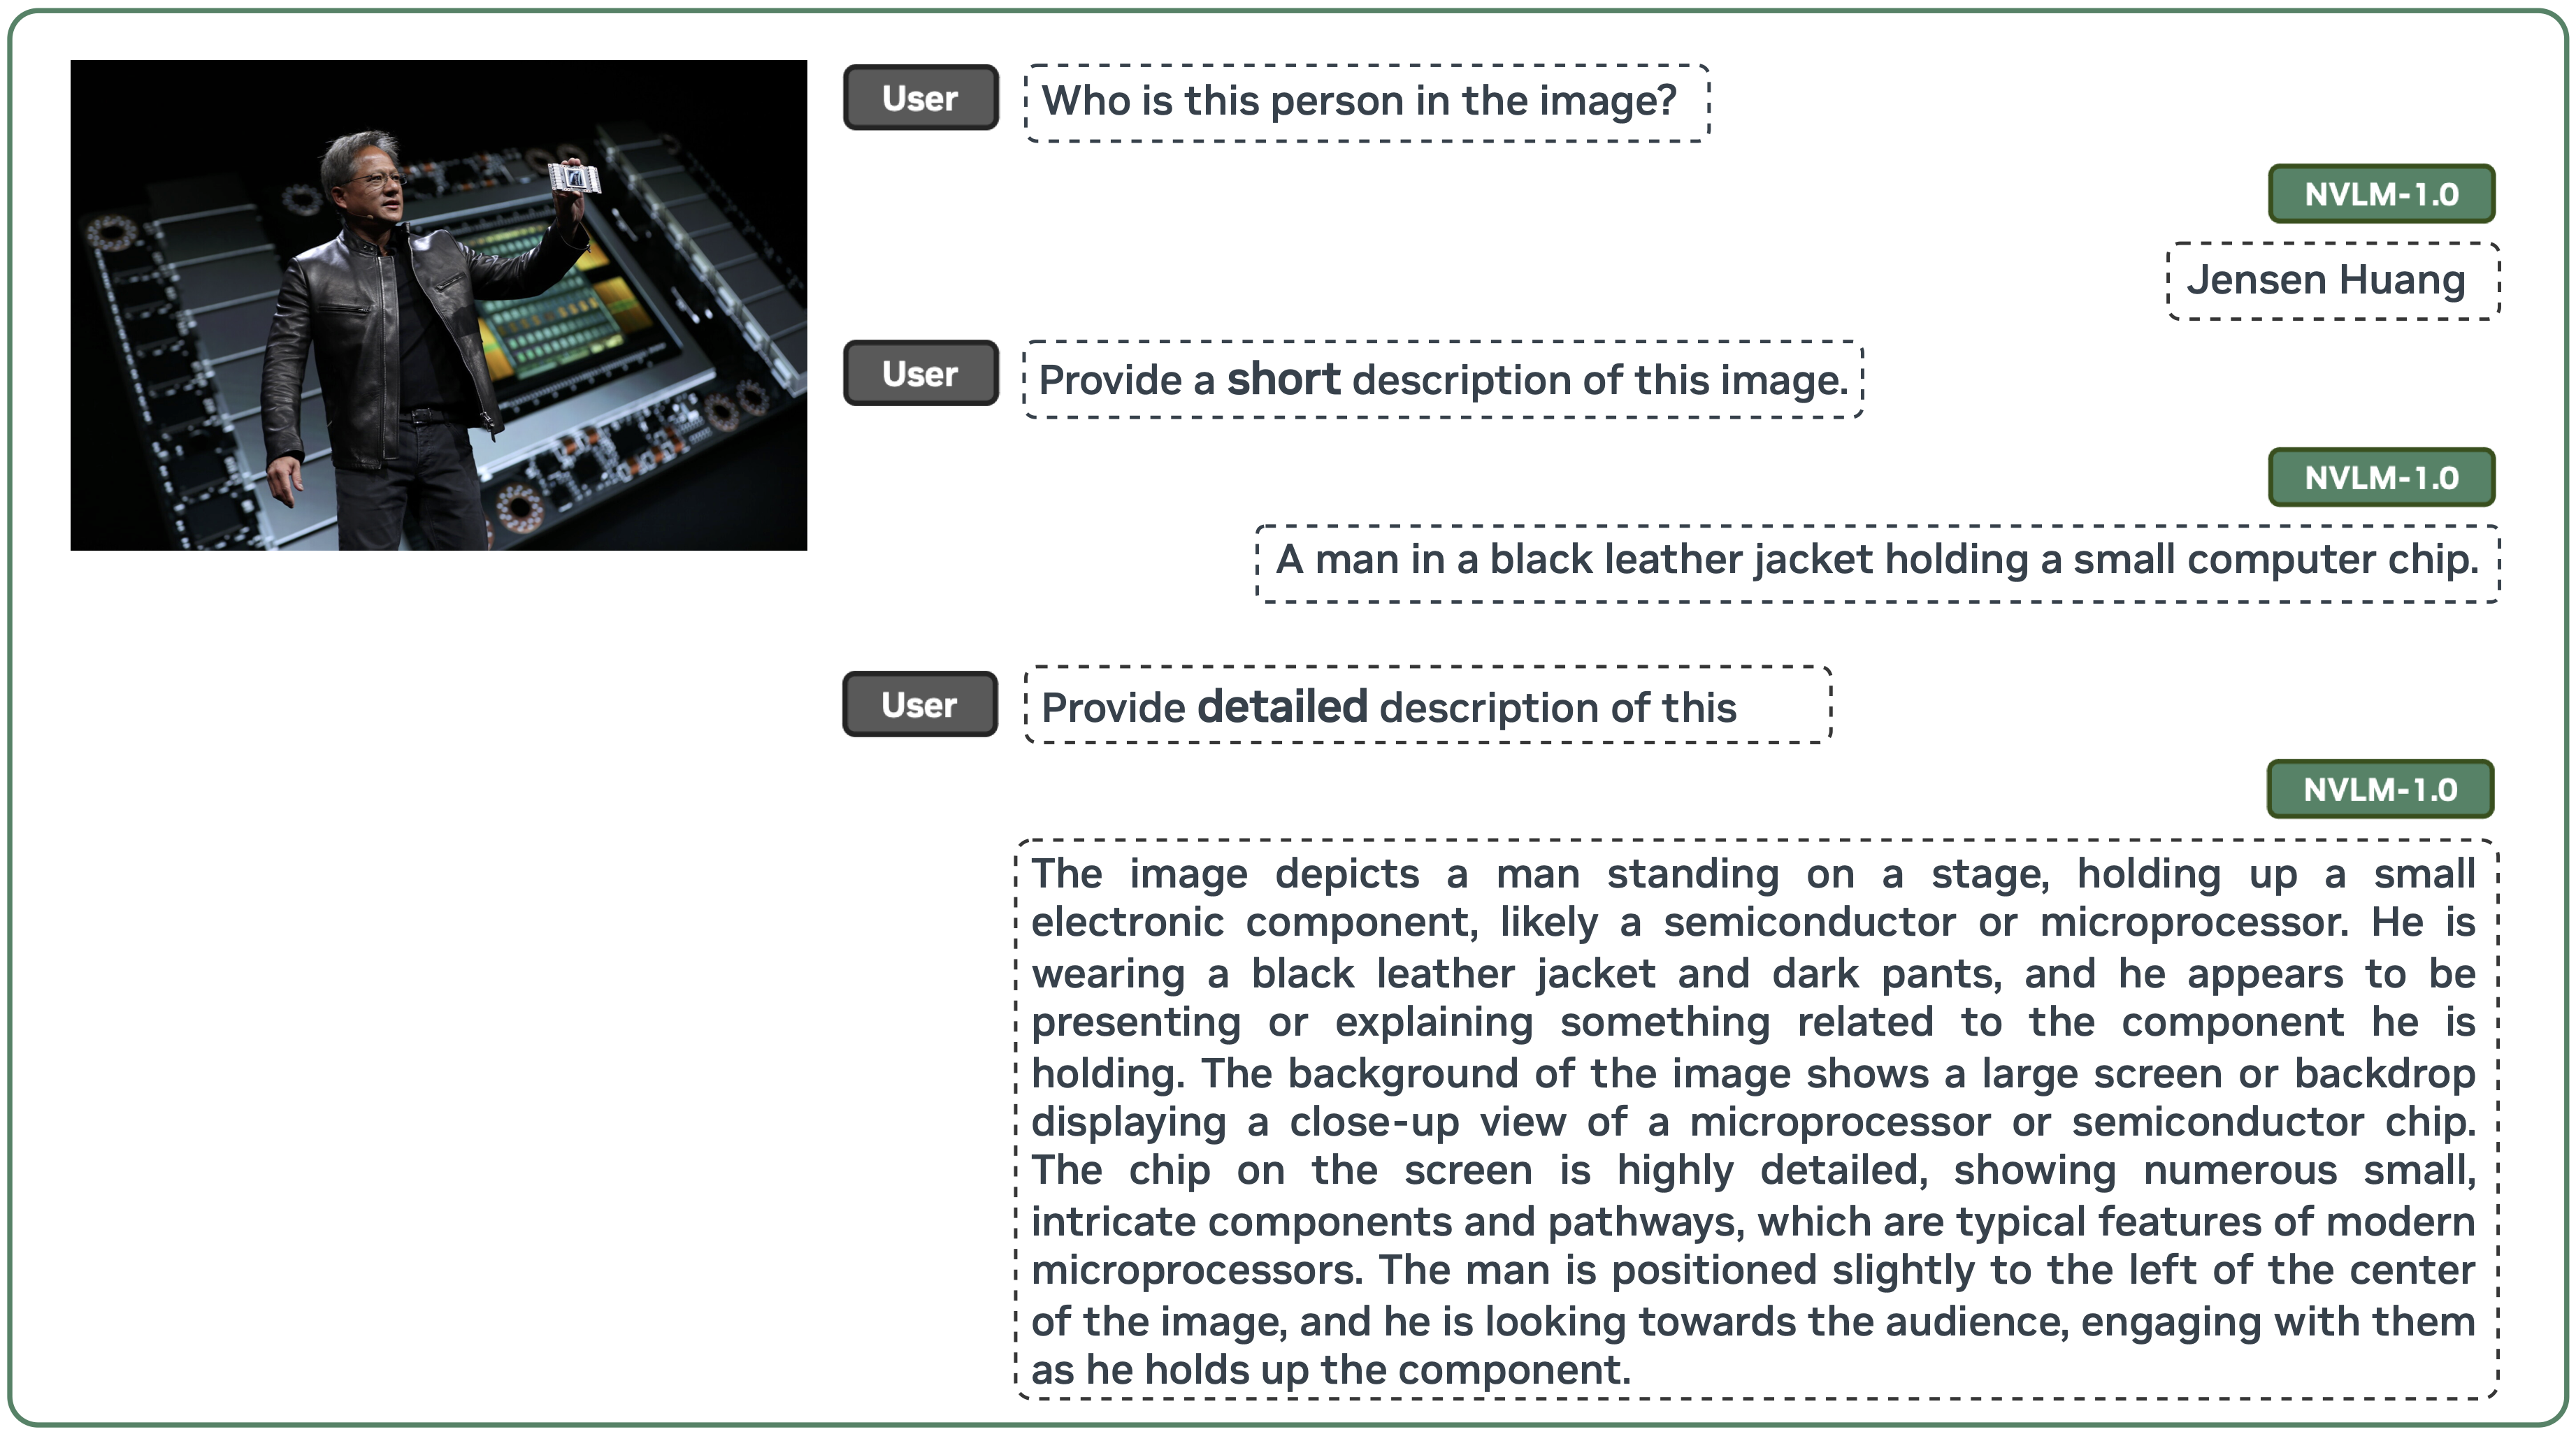 User
Who is this person in the image?
NVLM-1.0
Jensen Huang
User
Provide a short description of this image.
NVLM-1.0
A man in a black leather jacket holding a small computer chip.
User
Provide detailed description of this
NVLM-1.0
The image depicts a man standing on a stage, holding up a small
electronic component, likely a semiconductor or microprocessor. He is
wearing a black leather jacket and dark pants, and he appears to be
presenting or explaining something related to the component he is
holding. The background of the image shows a large screen or backdrop
displaying a close-up view of a microprocessor or semiconductor chip.
The chip on the screen is highly detailed, showing numerous small,
intricate components and pathways, which are typical features of modern
microprocessors. The man is positioned slightly to the left of the center
of the image, and he is looking towards the audience, engaging with them
as he holds up the component.